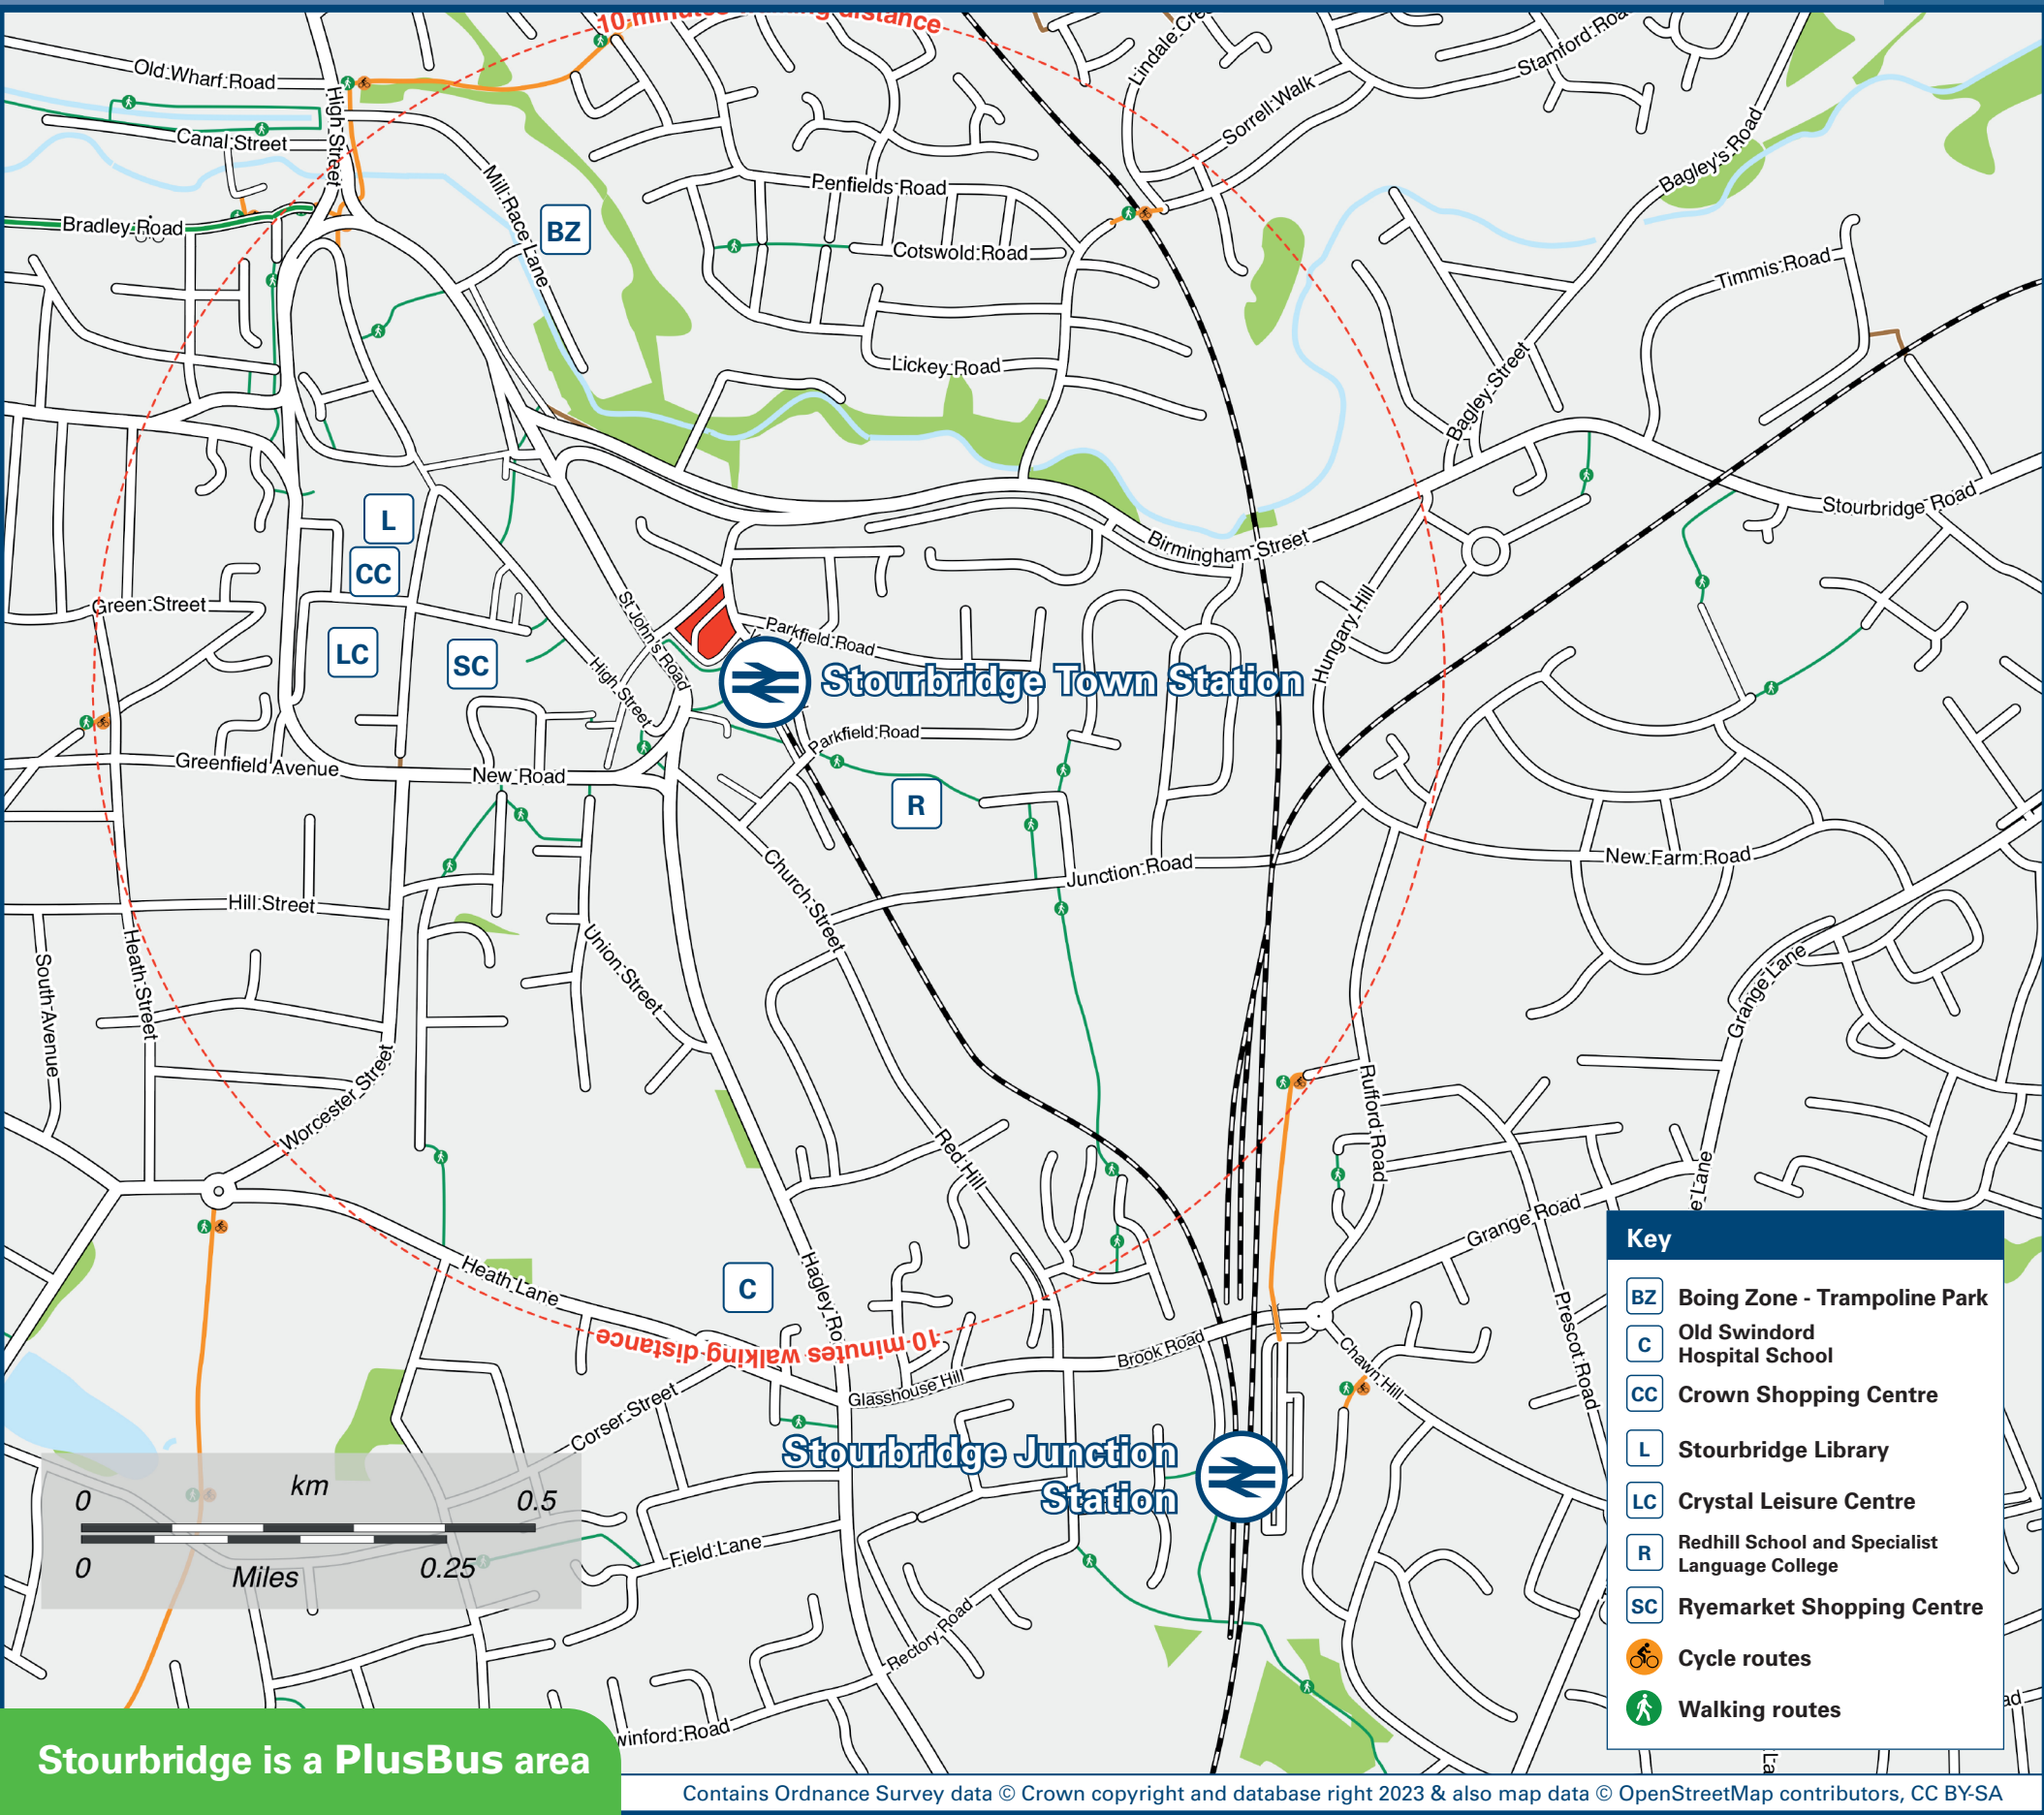 10 minutes walking distance
Old Wharf Road
High Street
Canal Street
Bradley Road
Mill Race Lane
BZ
Penfields Road
Cotswold Road
Lickey Road
Sorrell Walk
Stamford Road
Bagley's Road
Timmis Road
Bagley Street
Stourbridge Road
Birmingham Street
Hungary Hill
L
CC
Green Street
LC
SC
St John's Road
High Street
Parkfield Road
Stourbridge Town Station
Parkfield Road
Greenfield Avenue
New Road
R
Junction Road
New Farm Road
Church Street
Hill Street
Heath Street
South Avenue
Union Street
Worcester Street
Grange Lane
Rufford Road
Red Hill
Grange Road
e Lane
Heath Lane
C
Hagley Ro
10 minutes walking distance
Glasshouse Hill
Brook Road
Chawn Hill
Prescot Road
Corser Street
Stourbridge Junction
Station
Field Lane
Rectory Road
winford Road
km
0
0.5
0
Miles
0.25
Key
BZ Boing Zone - Trampoline Park
C Old Swindord
Hospital School
CC Crown Shopping Centre
L Stourbridge Library
LC Crystal Leisure Centre
R Redhill School and Specialist
Language College
SC Ryemarket Shopping Centre
Cycle routes
Walking routes
ad
La
Stourbridge is a PlusBus area
Contains Ordnance Survey data © Crown copyright and database right 2023 & also map data © OpenStreetMap contributors, CC BY-SA